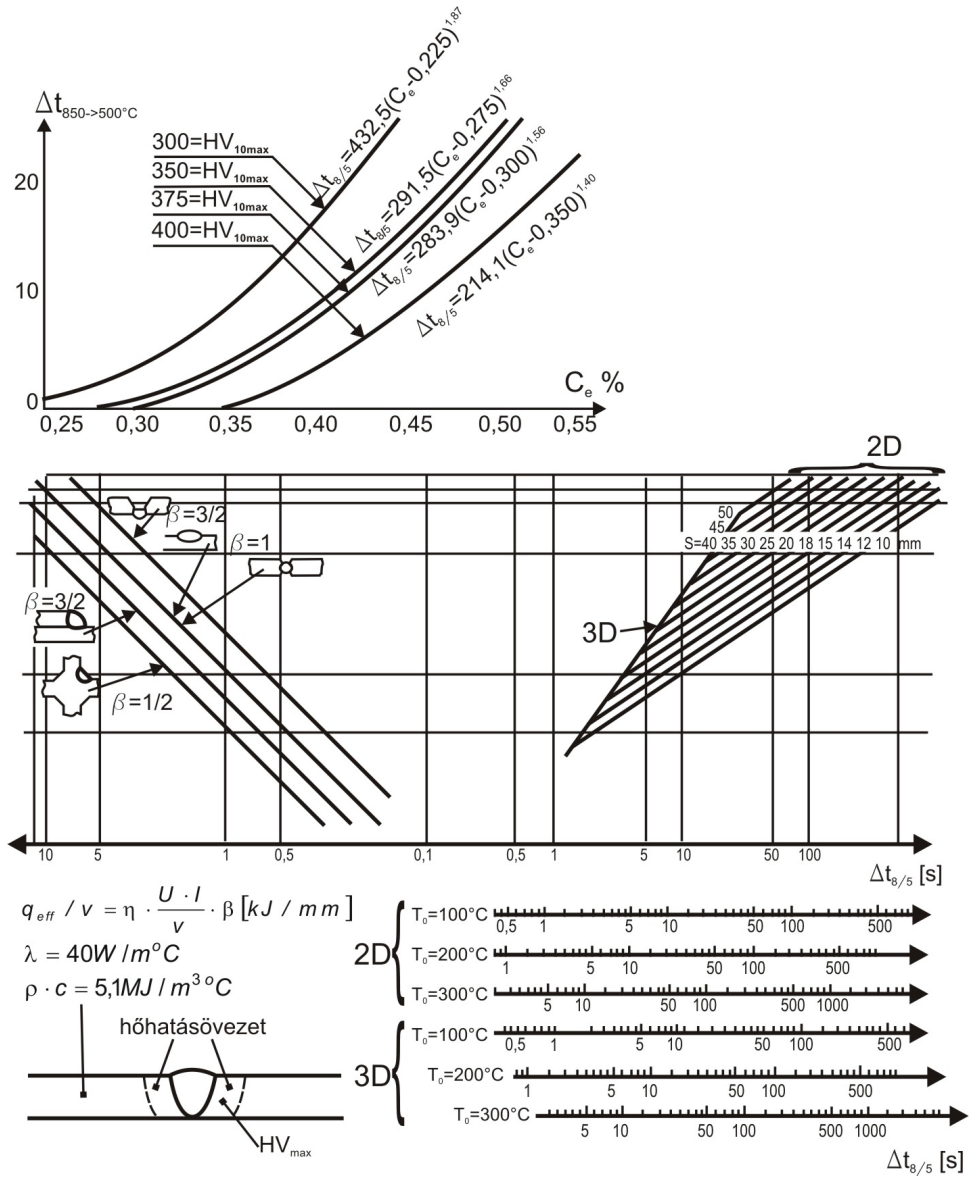 Δt850->500°C
300=HV10max
350=HV10max
375=HV10max
400=HV10max
Δt8/5=432,5(Ce-0,225)^1,87
Δt8/5=291,5(Ce-0,275)^1,66
Δt8/5=283,9(Ce-0,300)^1,56
Δt8/5=214,1(Ce-0,350)^1,40
20
10
0
Ce %
0,25 0,30 0,35 0,40 0,45 0,50 0,55
2D
β=3/2
β=1
β=3/2
β=1/2
50
45
S=40 35 30 25 20 18 15 14 12 10 mm
3D
10 5 1 0,5 0,1 0,5 1 5 10 50 100
Δt8/5 [s]
qeff / v = η · U · I / v · β [kJ / mm]
λ = 40W /m°C
ρ · c = 5,1MJ / m³ °C
hőhatásövezet
HVmax
2D
T0=100°C 0,5 1 5 10 50 100 500
T0=200°C 1 5 10 50 100 500
T0=300°C 5 10 50 100 500 1000
3D
T0=100°C 0,5 1 5 10 50 100 500
T0=200°C 1 5 10 50 100 500
T0=300°C 5 10 50 100 500 1000
Δt8/5 [s]